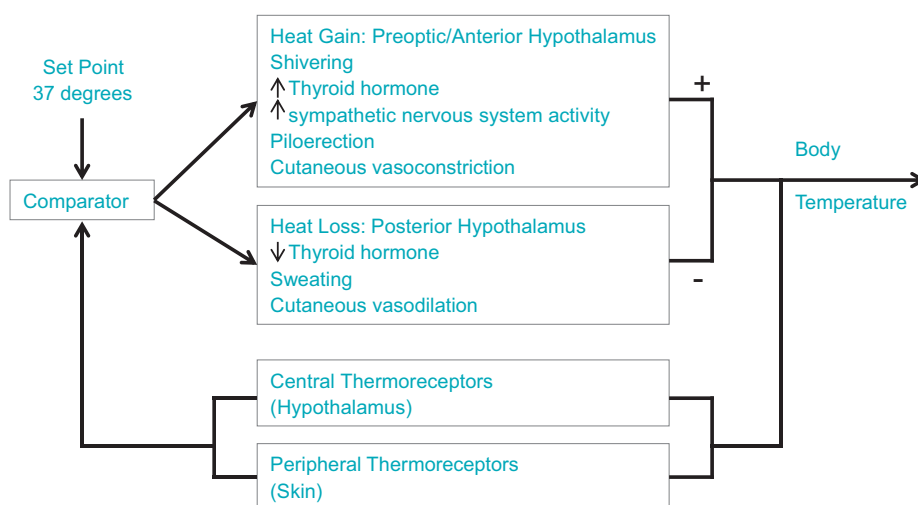 Set Point
37 degrees
Comparator
Heat Gain: Preoptic/Anterior Hypothalamus
Shivering
↑ Thyroid hormone
↑ sympathetic nervous system activity
Piloerection
Cutaneous vasoconstriction
+
Heat Loss: Posterior Hypothalamus
↓ Thyroid hormone
Sweating
Cutaneous vasodilation
-
Body
Temperature
Central Thermoreceptors
(Hypothalamus)
Peripheral Thermoreceptors
(Skin)